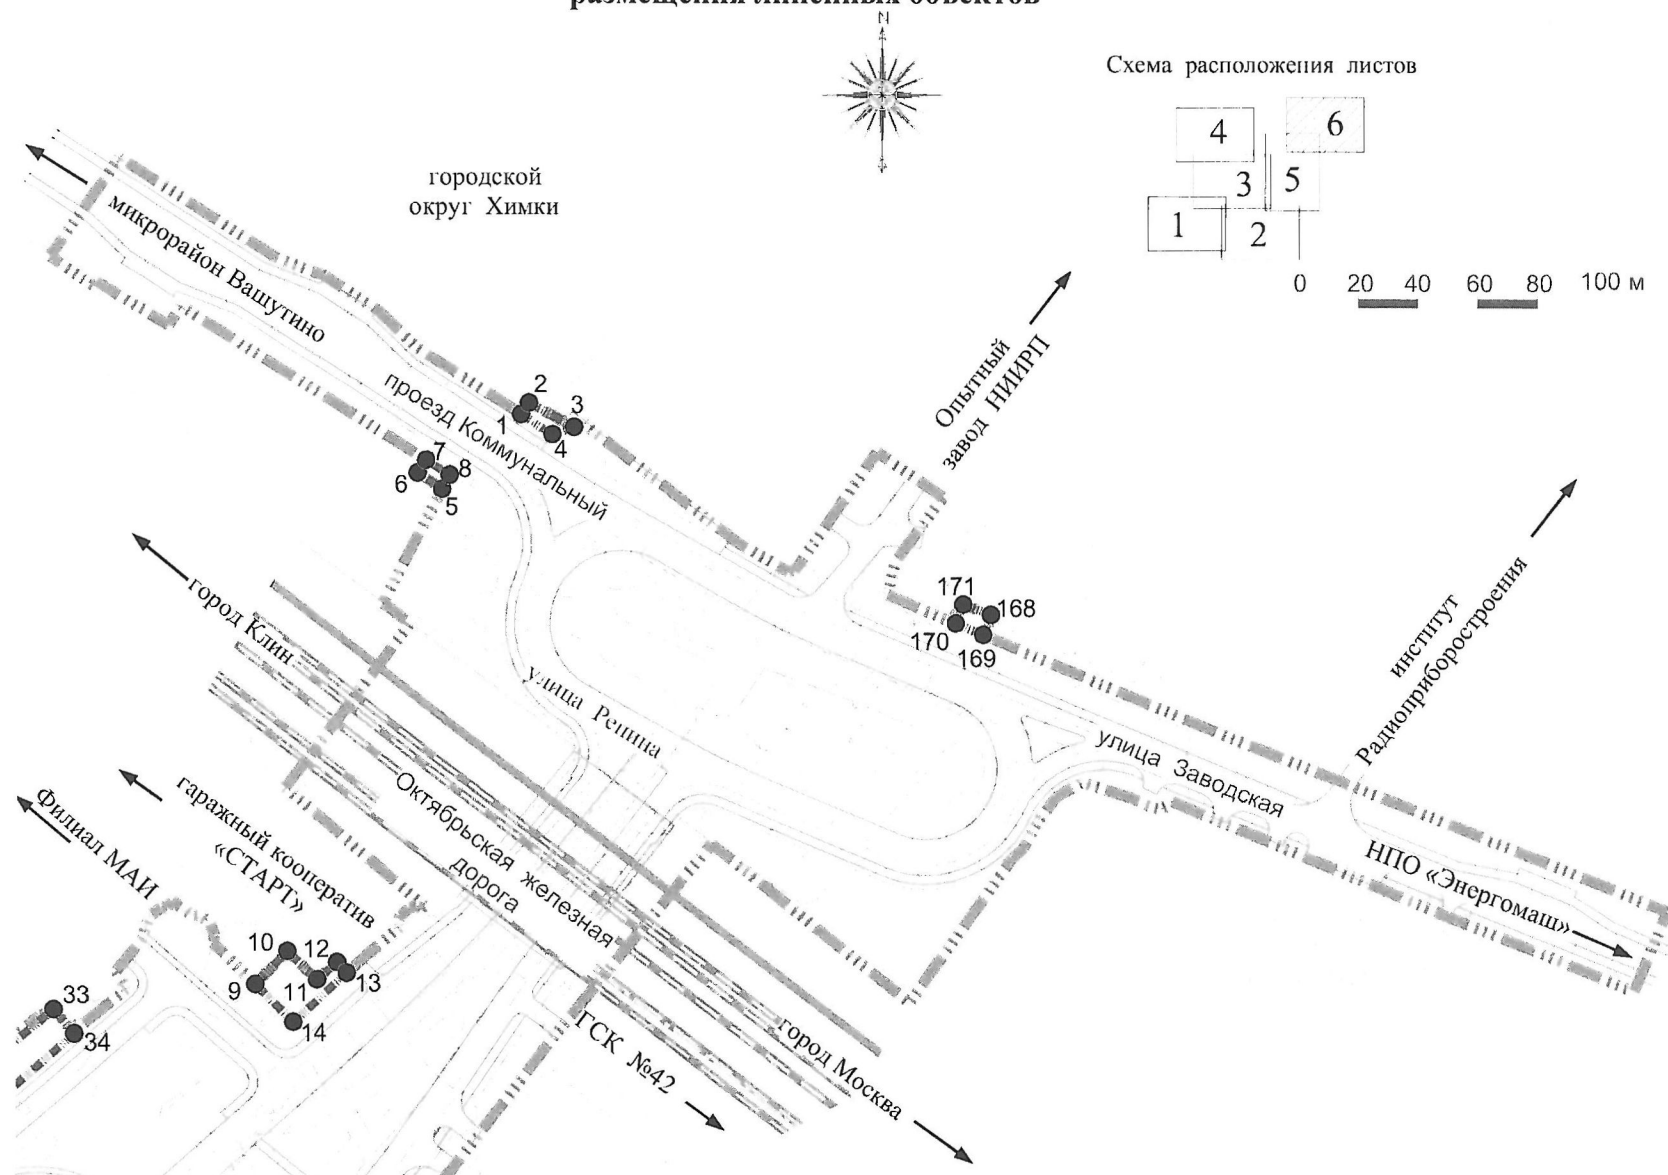 размещения линейных объектов
N
Схема расположения листов
4
6
3
5
1
2
0 20 40 60 80 100 м
городской
округ Химки
микрорайон Вашутино
проезд Коммунальный
Опытный
завод НИИРП
2
3
1
4
7
8
6
5
город Клин
171
168
170
169
институт
Радиоприборостроения
улица Ренина
улица Заводская
Октябрьская железная
дорога
гаражный кооператив
«СТАРТ»
Филиал МАИ
НПО «Энергомаш»
10
12
9
11
13
14
33
34
ГСК №42
город Москва